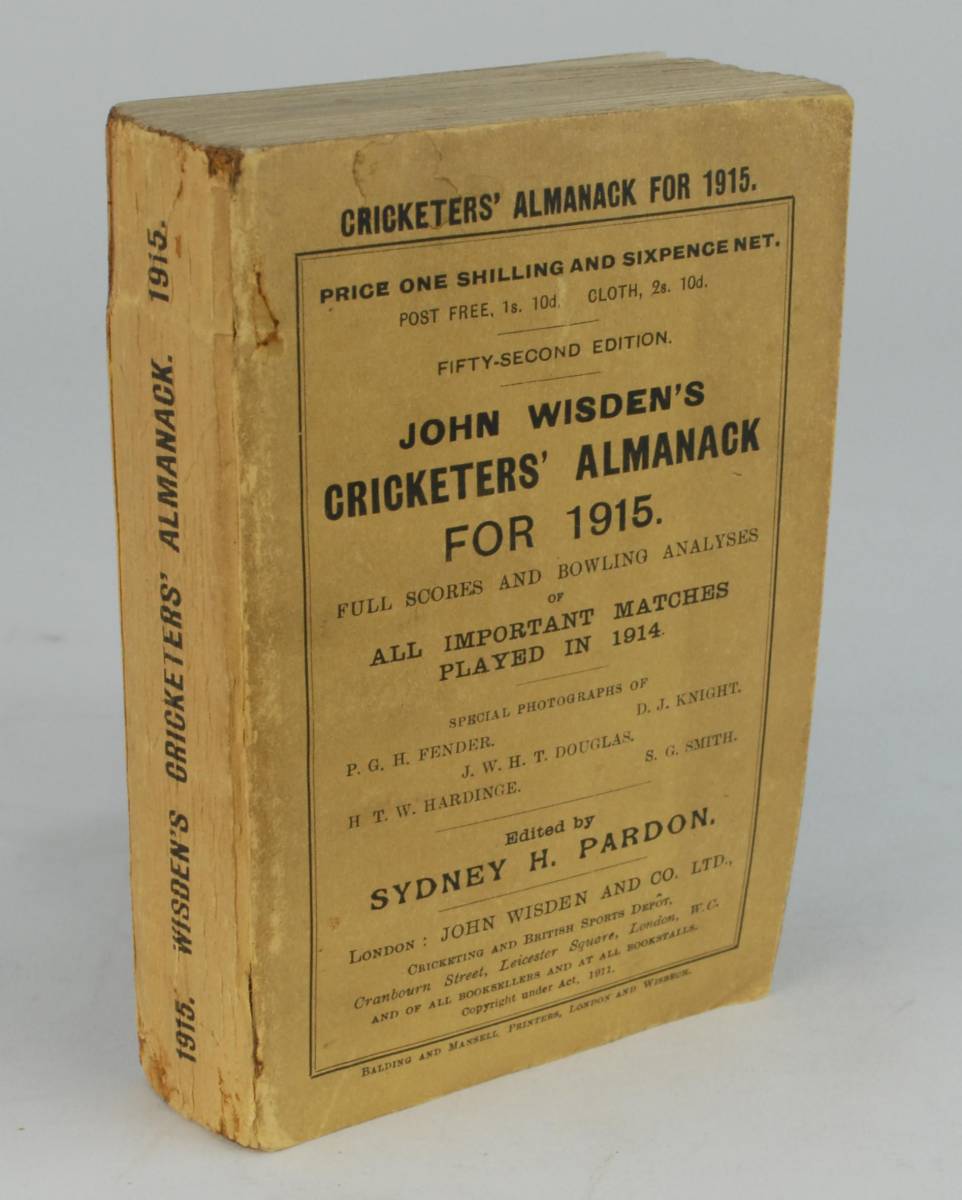 1915. WISDEN'S CRICKETERS' ALMANACK. 1915.
CRICKETERS' ALMANACK FOR 1915.
PRICE ONE SHILLING AND SIXPENCE NET.
POST FREE, 1s. 10d. CLOTH, 2s. 10d.
FIFTY-SECOND EDITION.
JOHN WISDEN'S
CRICKETERS' ALMANACK
FOR 1915.
FULL SCORES AND BOWLING ANALYSES
OF
ALL IMPORTANT MATCHES
PLAYED IN 1914.
SPECIAL PHOTOGRAPHS OF
P. G. H. FENDER. D. J. KNIGHT.
J. W. H. T. DOUGLAS.
H T. W. HARDINGE. S. G. SMITH.
Edited by
SYDNEY H. PARDON.
LONDON: JOHN WISDEN AND CO. LTD.,
CRICKETING AND BRITISH SPORTS DEPÔT,
Cranbourn Street, Leicester Square, London, W.C.
AND OF ALL BOOKSELLERS AND AT ALL BOOKSTALLS.
Copyright under Act, 1911.
BALDING AND MANSELL, PRINTERS, LONDON AND WISBECH.